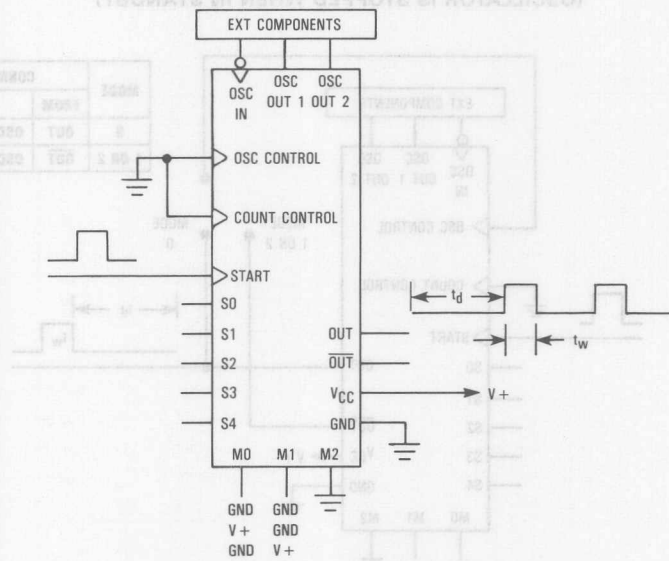 EXT COMPONENTS
OSC IN
OSC OUT 1
OSC OUT 2
OSC CONTROL
COUNT CONTROL
START
S0
S1
OUT
td
tw
S2
OUT
S3
VCC
V+
S4
GND
M0 M1 M2
GND GND
V+ GND
GND V+